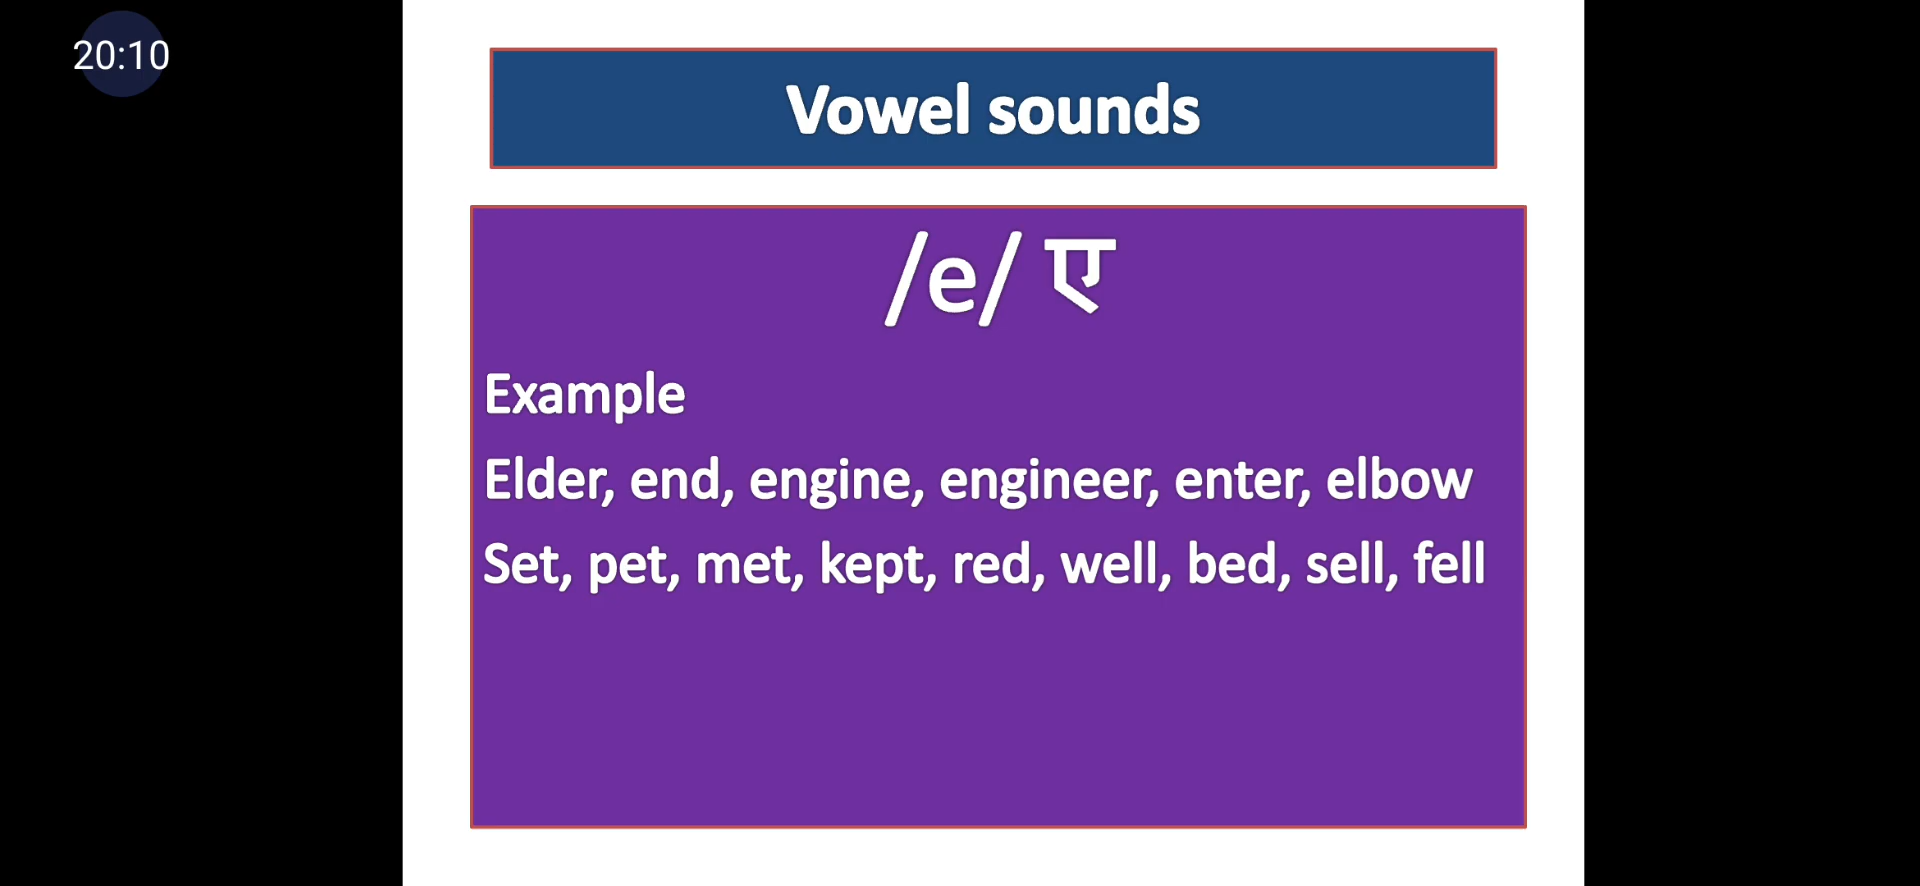 20:10
Vowel sounds
/e/ ए
Example
Elder, end, engine, engineer, enter, elbow
Set, pet, met, kept, red, well, bed, sell, fell